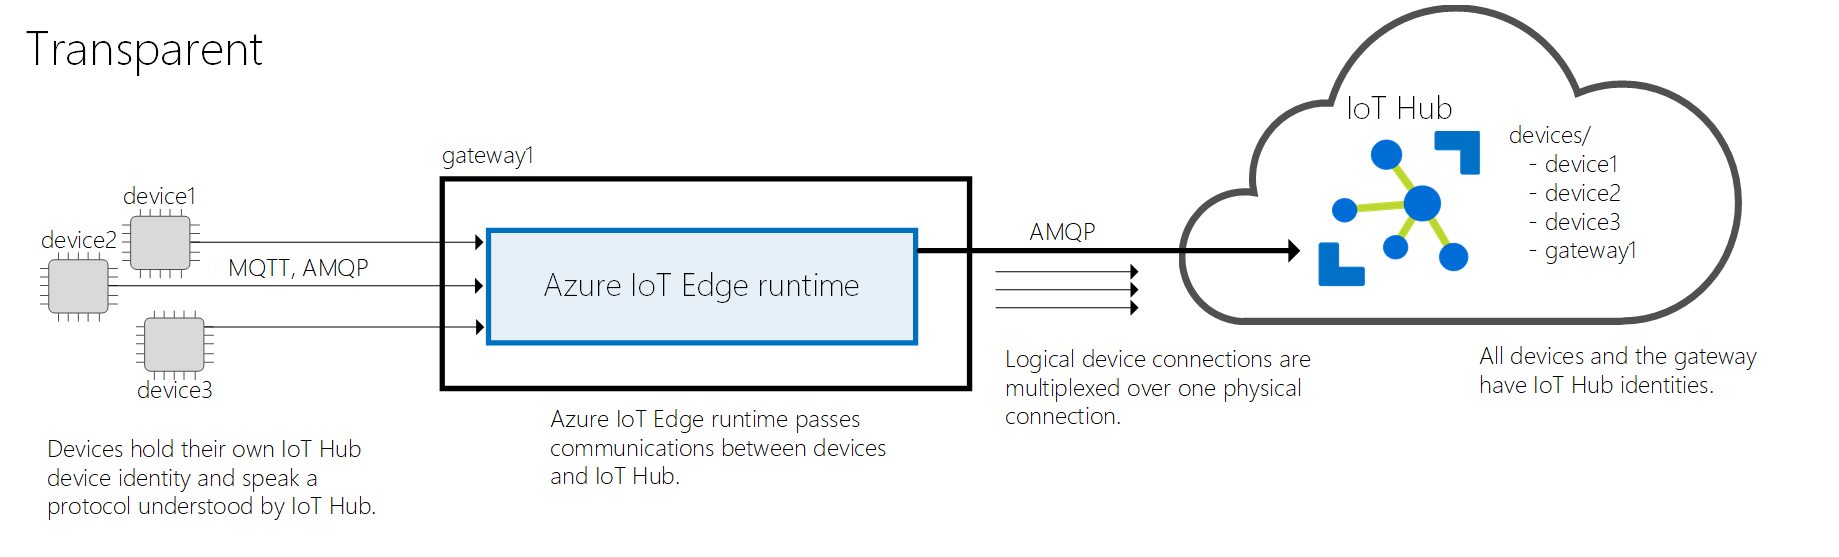 Transparent
device1
device2
device3
MQTT, AMQP
Devices hold their own IoT Hub
device identity and speak a
protocol understood by IoT Hub.
gateway1
Azure IoT Edge runtime
Azure IoT Edge runtime passes
communications between devices
and IoT Hub.
AMQP
Logical device connections are
multiplexed over one physical
connection.
IoT Hub
devices/
- device1
- device2
- device3
- gateway1
All devices and the gateway
have IoT Hub identities.